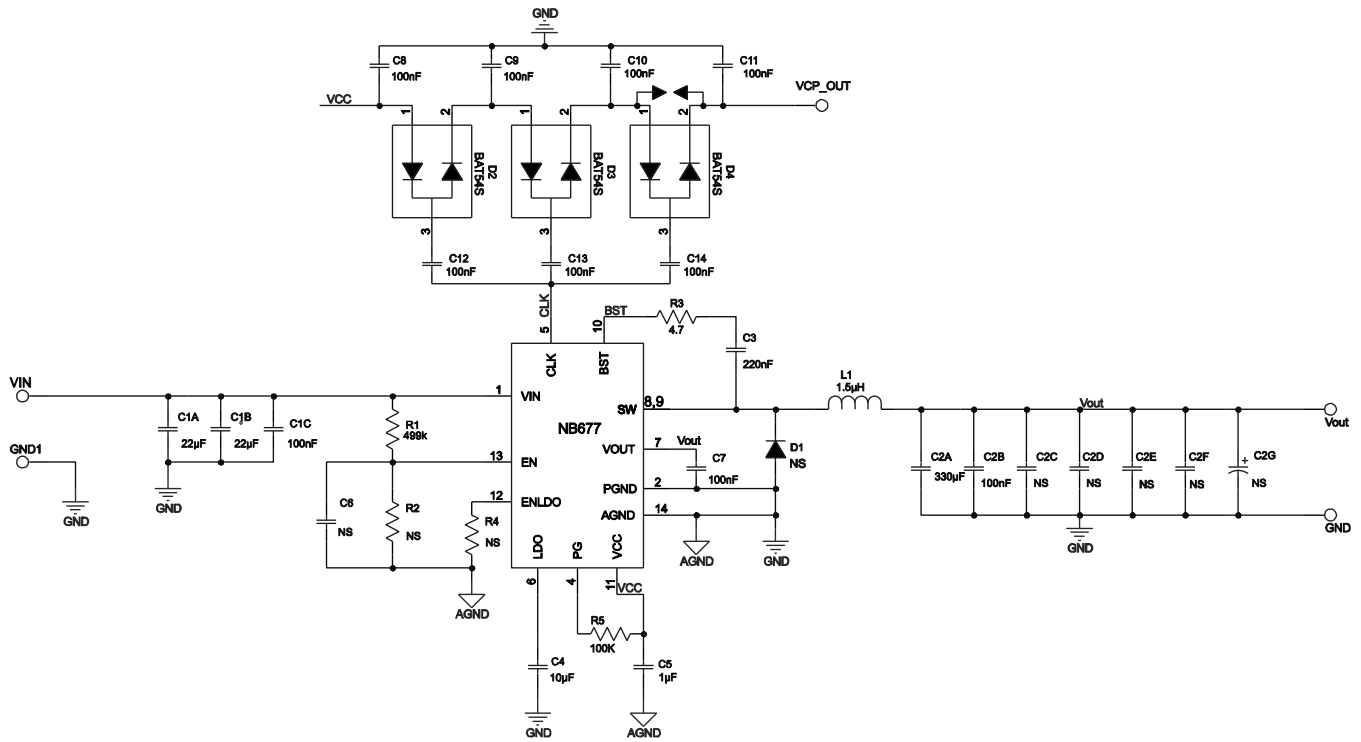 GND
C8
100nF
C9
100nF
C10
100nF
C11
100nF
VCC
VCP_OUT
1
2
1
2
1
2
D2
BAT54S
D3
BAT54S
D4
BAT54S
3
3
3
C12
100nF
C13
100nF
C14
100nF
CLK
5
BST
10
R3
4.7
C3
220nF
CLK
BST
VIN
1
VIN
SW
8,9
L1
1.5µH
C1A
22µF
C1B
22µF
C1C
100nF
R1
499k
NB677
Vout
Vout
GND1
13
EN
VOUT
7
Vout
C7
100nF
D1
NS
C2A
330µF
C2B
100nF
C2C
NS
C2D
NS
C2E
NS
C2F
NS
C2G
+
NS
GND
GND
12
ENLDO
PGND
2
AGND
14
C6
NS
R2
NS
R4
NS
LDO
PG
VCC
AGND
GND
GND
GND
6
4
11
VCC
AGND
R5
100K
C4
10µF
C5
1µF
GND
AGND